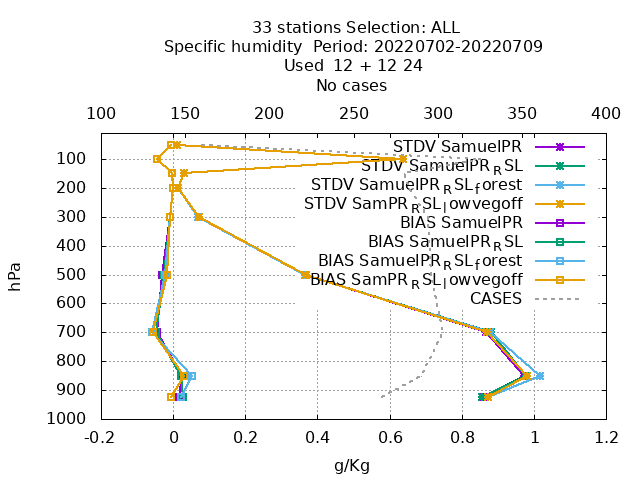 33 stations Selection: ALL
Specific humidity  Period: 20220702-20220709
Used  12 + 12 24
No cases
100 150 200 250 300 350 400
STDV SamuelPR
100
STDV SamuelPR_RSL
STDV SamuelPR_RSL_forest
200
STDV SamPR_RSL_lowvegoff
300
BIAS SamuelPR
400
BIAS SamuelPR_RSL
BIAS SamuelPR_RSL_forest
500
BIAS SamPR_RSL_lowvegoff
600
CASES
700
800
900
1000
hPa
-0.2 0 0.2 0.4 0.6 0.8 1 1.2
g/Kg